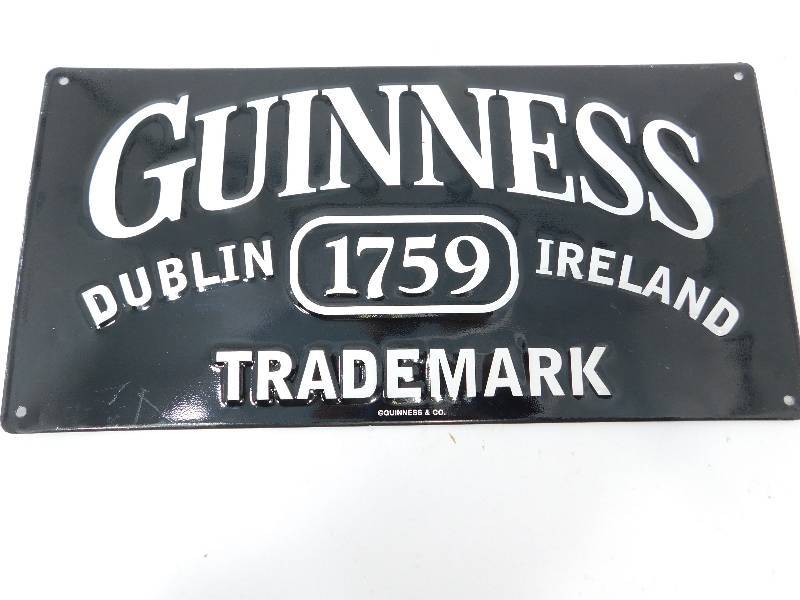 GUINNESS
DUBLIN 1759 IRELAND
TRADEMARK
©GUINNESS & CO.